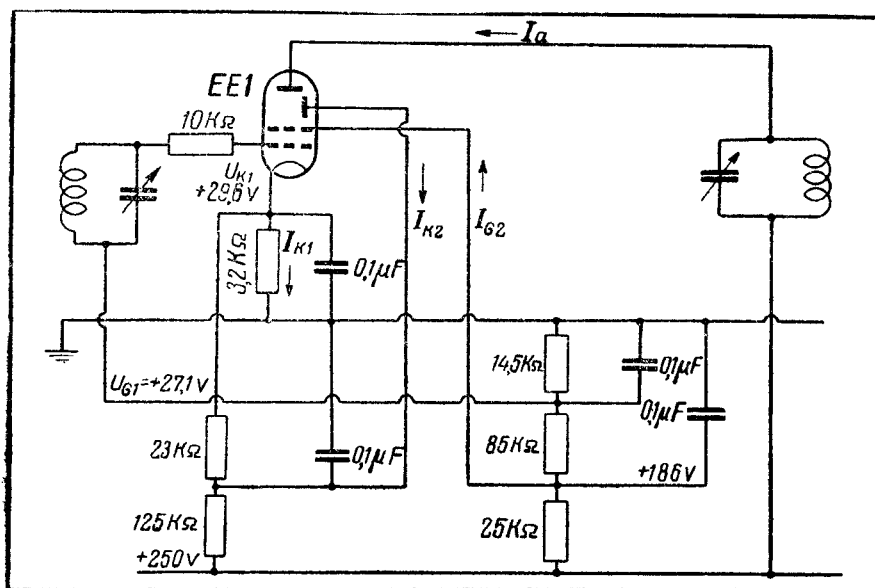 Ia
EE1
10KΩ
UK1
+29,6V
IK1
IK2
IG2
3,2KΩ
0,1μF
14,5KΩ
0,1μF
UG1=+27,1V
0,1μF
23KΩ
0,1μF
85KΩ
+186V
125KΩ
25KΩ
+250V